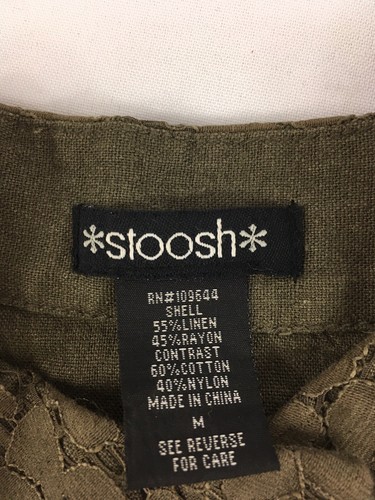 *stoosh*
RN#109644
SHELL
55%LINEN
45%RAYON
CONTRAST
60%COTTON
40%NYLON
MADE IN CHINA
M
SEE REVERSE
FOR CARE